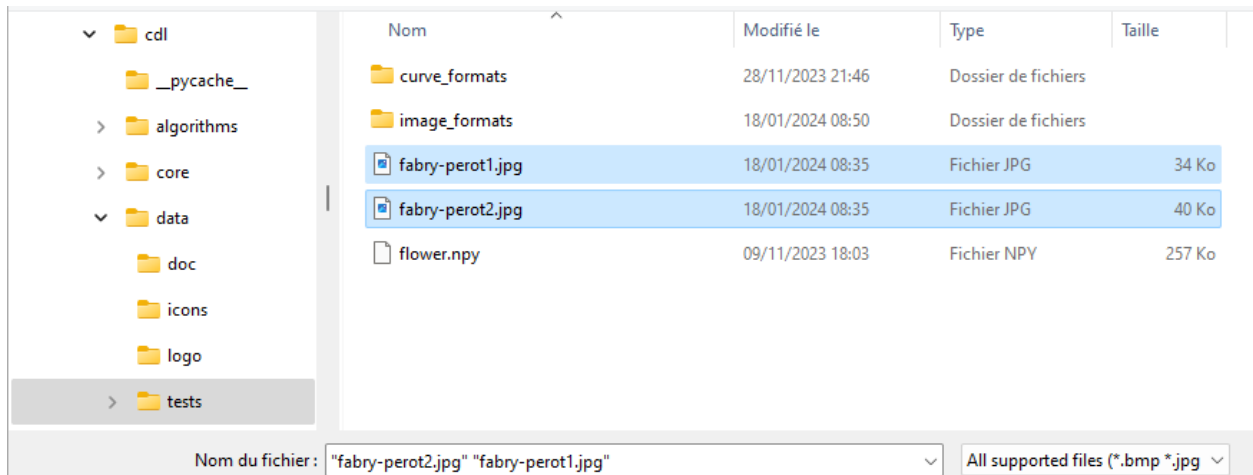 cdl
__pycache__
algorithms
core
data
doc
icons
logo
tests
Nom Modifié le Type Taille
curve_formats 28/11/2023 21:46 Dossier de fichiers
image_formats 18/01/2024 08:50 Dossier de fichiers
fabry-perot1.jpg 18/01/2024 08:35 Fichier JPG 34 Ko
fabry-perot2.jpg 18/01/2024 08:35 Fichier JPG 40 Ko
flower.npy 09/11/2023 18:03 Fichier NPY 257 Ko
Nom du fichier : "fabry-perot2.jpg" "fabry-perot1.jpg" All supported files (*.bmp *.jpg